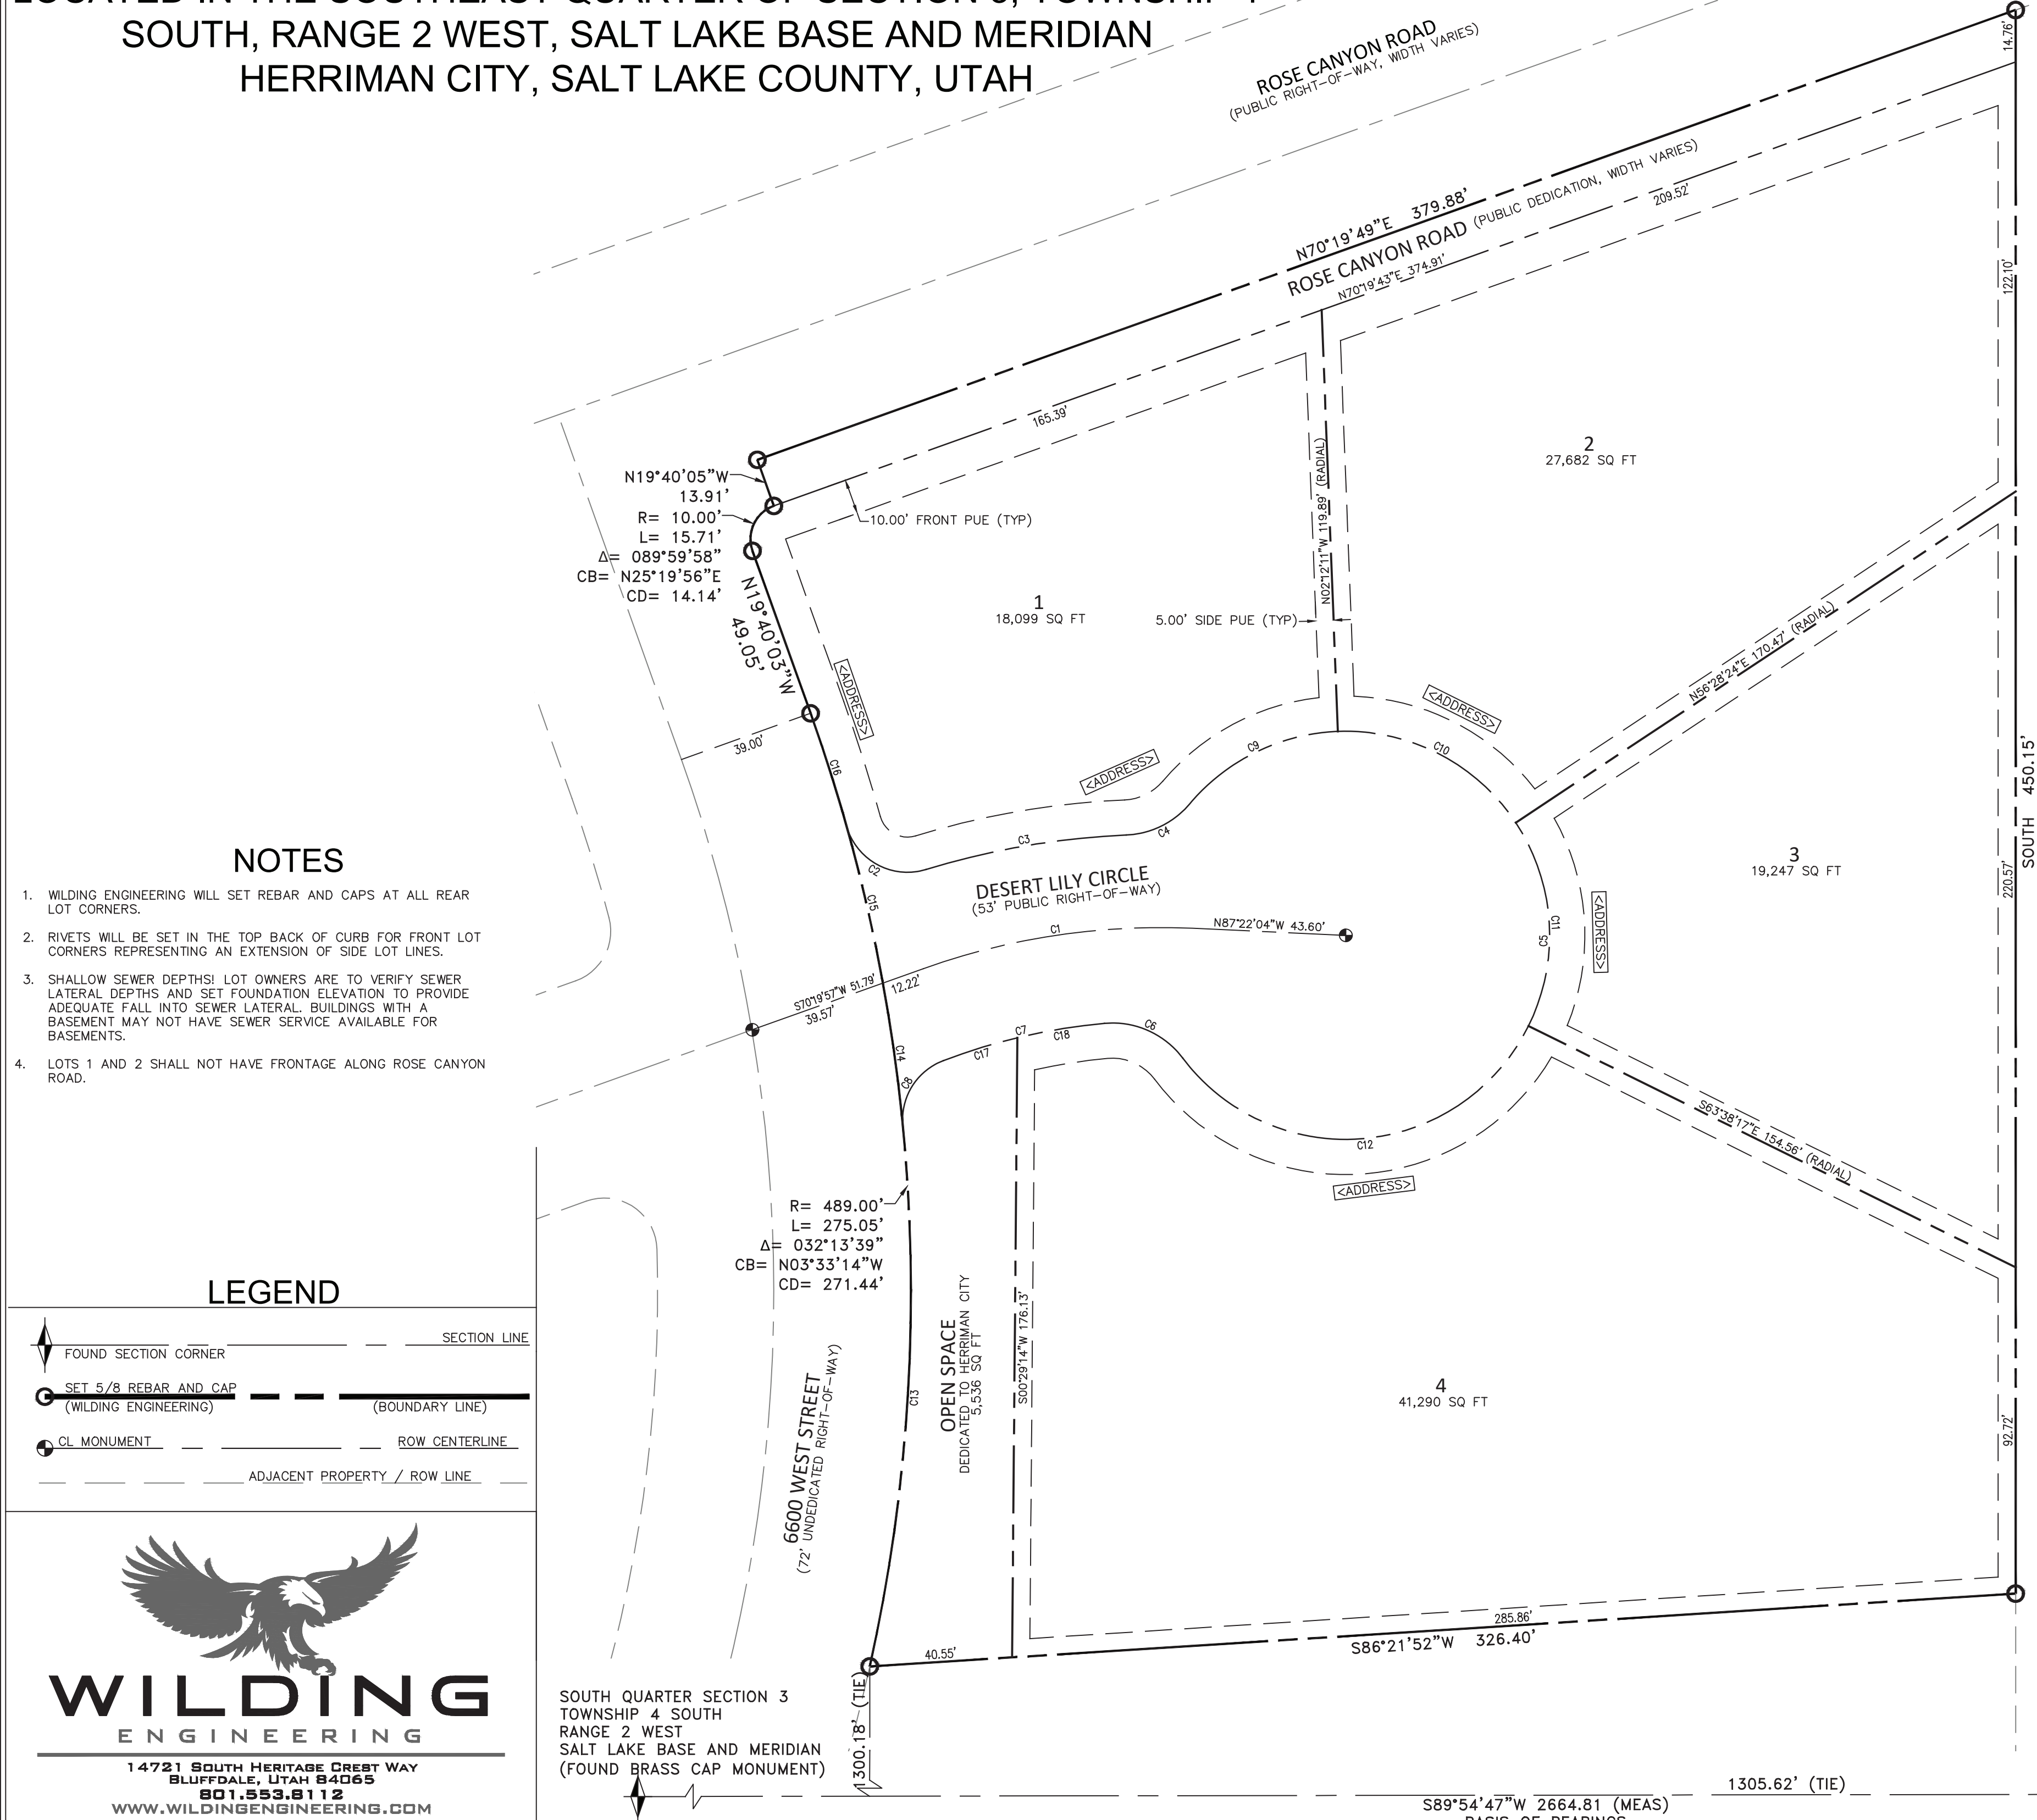 LOCATED IN THE SOUTHEAST QUARTER OF SECTION 3, TOWNSHIP 4
SOUTH, RANGE 2 WEST, SALT LAKE BASE AND MERIDIAN
HERRIMAN CITY, SALT LAKE COUNTY, UTAH
ROSE CANYON ROAD
(PUBLIC RIGHT-OF-WAY, WIDTH VARIES)
14.76'
N70°19'49"E 379.88'
ROSE CANYON ROAD (PUBLIC DEDICATION, WIDTH VARIES)
N70°19'43"E 374.91'
209.52'
122.10'
165.39'
N19°40'05"W
13.91'
R= 10.00'
L= 15.71'
Δ= 089°59'58"
CB= N25°19'56"E
CD= 14.14'
10.00' FRONT PUE (TYP)
N19°40'03"W
49.05'
1
18,099 SQ FT
5.00' SIDE PUE (TYP)
N02°12'11"W 119.89' (RADIAL)
2
27,682 SQ FT
N56°28'24"E 170.47' (RADIAL)
<ADDRESS>
<ADDRESS>
<ADDRESS>
39.00'
C16
C9
C10
SOUTH 450.15'
C2
C3
C4
3
19,247 SQ FT
220.57'
DESERT LILY CIRCLE
(53' PUBLIC RIGHT-OF-WAY)
C15
C1
N87°22'04"W 43.60'
C5
C11
<ADDRESS>
S70°19'57"W 51.79'
39.57'
12.22'
C14
C8
C17
C7
C18
C6
C12
<ADDRESS>
S63°38'17"E 154.56' (RADIAL)
R= 489.00'
L= 275.05'
Δ= 032°13'39"
CB= N03°33'14"W
CD= 271.44'
C13
6600 WEST STREET
(72' UNDEDICATED RIGHT-OF-WAY)
OPEN SPACE
DEDICATED TO HERRIMAN CITY
5,536 SQ FT
S00°29'14"W 176.13'
4
41,290 SQ FT
92.72'
285.86'
S86°21'52"W 326.40'
40.55'
1300.18' (TIE)
NOTES
1. WILDING ENGINEERING WILL SET REBAR AND CAPS AT ALL REAR
LOT CORNERS.
2. RIVETS WILL BE SET IN THE TOP BACK OF CURB FOR FRONT LOT
CORNERS REPRESENTING AN EXTENSION OF SIDE LOT LINES.
3. SHALLOW SEWER DEPTHS! LOT OWNERS ARE TO VERIFY SEWER
LATERAL DEPTHS AND SET FOUNDATION ELEVATION TO PROVIDE
ADEQUATE FALL INTO SEWER LATERAL. BUILDINGS WITH A
BASEMENT MAY NOT HAVE SEWER SERVICE AVAILABLE FOR
BASEMENTS.
4. LOTS 1 AND 2 SHALL NOT HAVE FRONTAGE ALONG ROSE CANYON
ROAD.
LEGEND
SECTION LINE
FOUND SECTION CORNER
SET 5/8 REBAR AND CAP
(WILDING ENGINEERING)
(BOUNDARY LINE)
CL MONUMENT
ROW CENTERLINE
ADJACENT PROPERTY / ROW LINE
WILDING
ENGINEERING
14721 SOUTH HERITAGE CREST WAY
BLUFFDALE, UTAH 84065
801.553.8112
WWW.WILDINGENGINEERING.COM
SOUTH QUARTER SECTION 3
TOWNSHIP 4 SOUTH
RANGE 2 WEST
SALT LAKE BASE AND MERIDIAN
(FOUND BRASS CAP MONUMENT)
1305.62' (TIE)
S89°54'47"W 2664.81 (MEAS)
BASIS OF BEARINGS